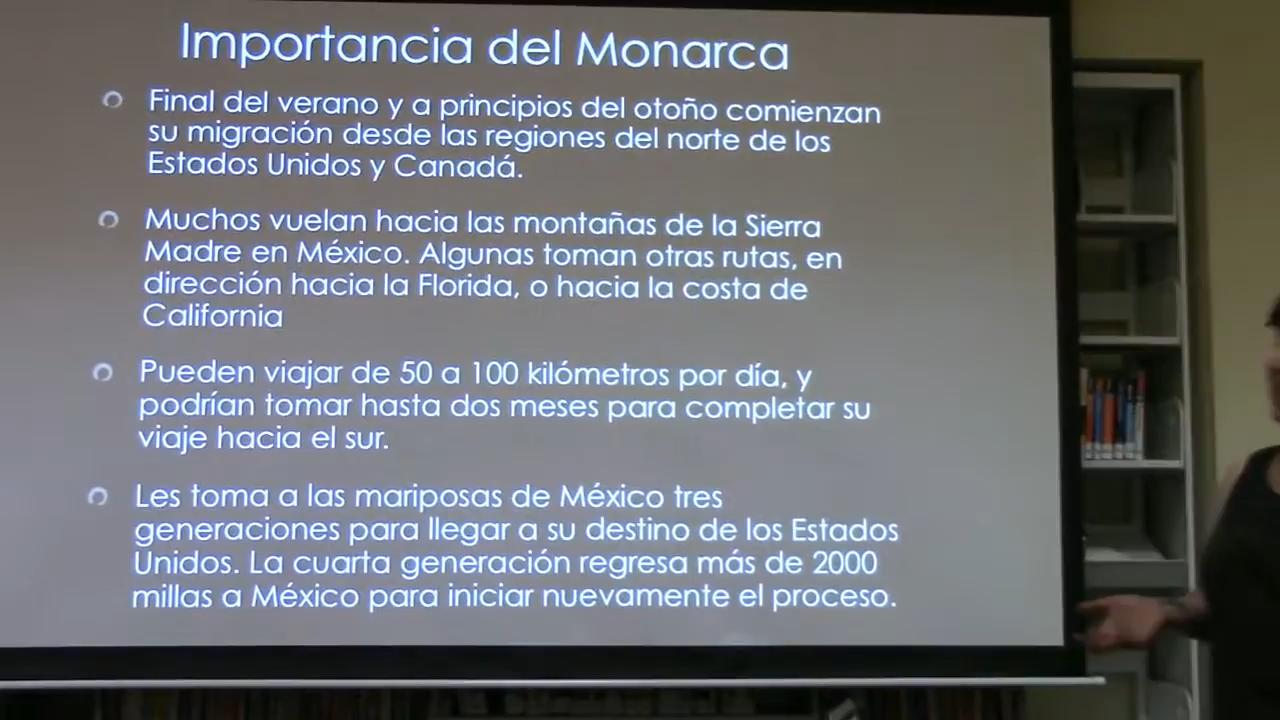 Importancia del Monarca
Final del verano y a principios del otoño comienzan
su migración desde las regiones del norte de los
Estados Unidos y Canadá.
Muchos vuelan hacia las montañas de la Sierra
Madre en México. Algunas toman otras rutas, en
dirección hacia la Florida, o hacia la costa de
California
Pueden viajar de 50 a 100 kilómetros por día, y
podrían tomar hasta dos meses para completar su
viaje hacia el sur.
Les toma a las mariposas de México tres
generaciones para llegar a su destino de los Estados
Unidos. La cuarta generación regresa más de 2000
millas a México para iniciar nuevamente el proceso.